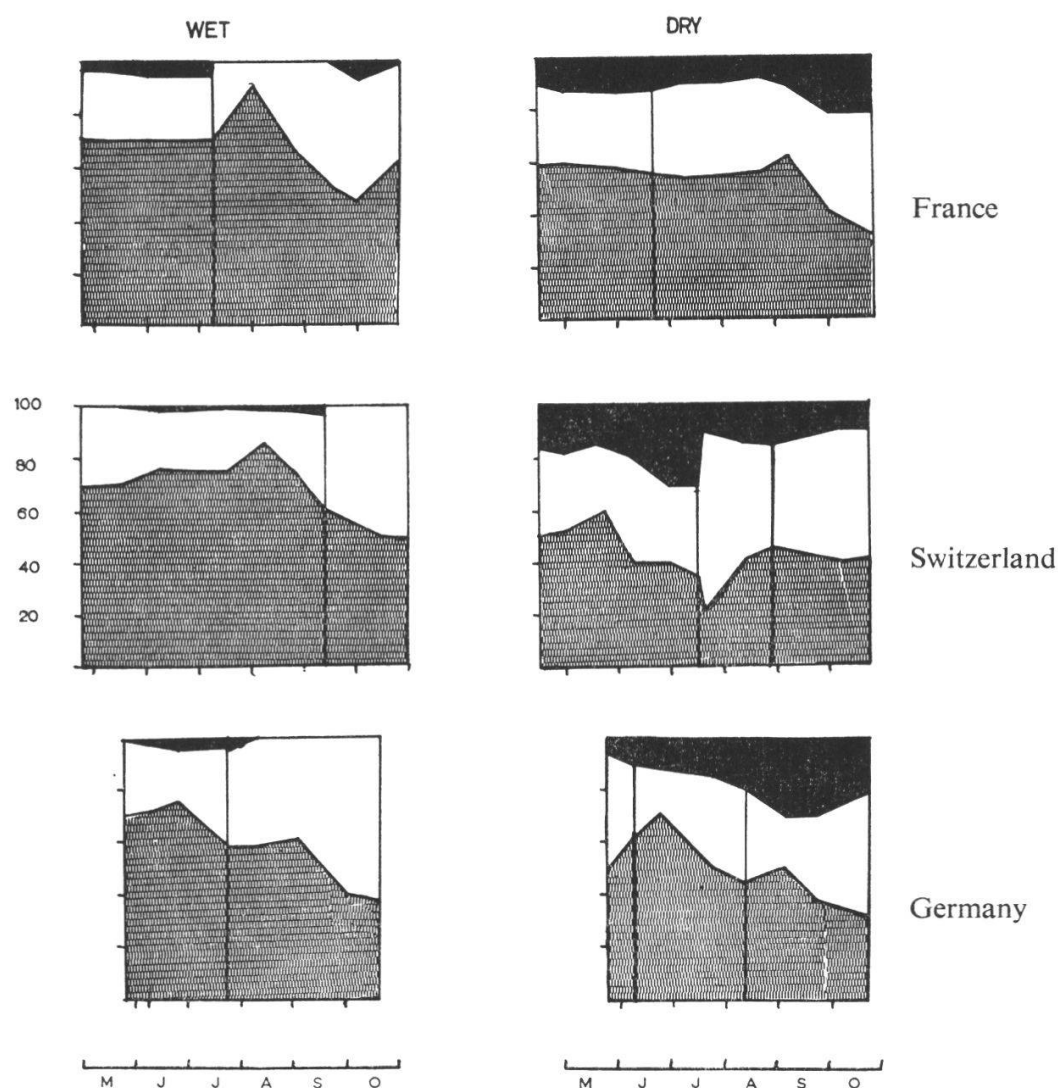 WET DRY
France
100
80
60
40
20
Switzerland
Germany
M J J A S O M J J A S O